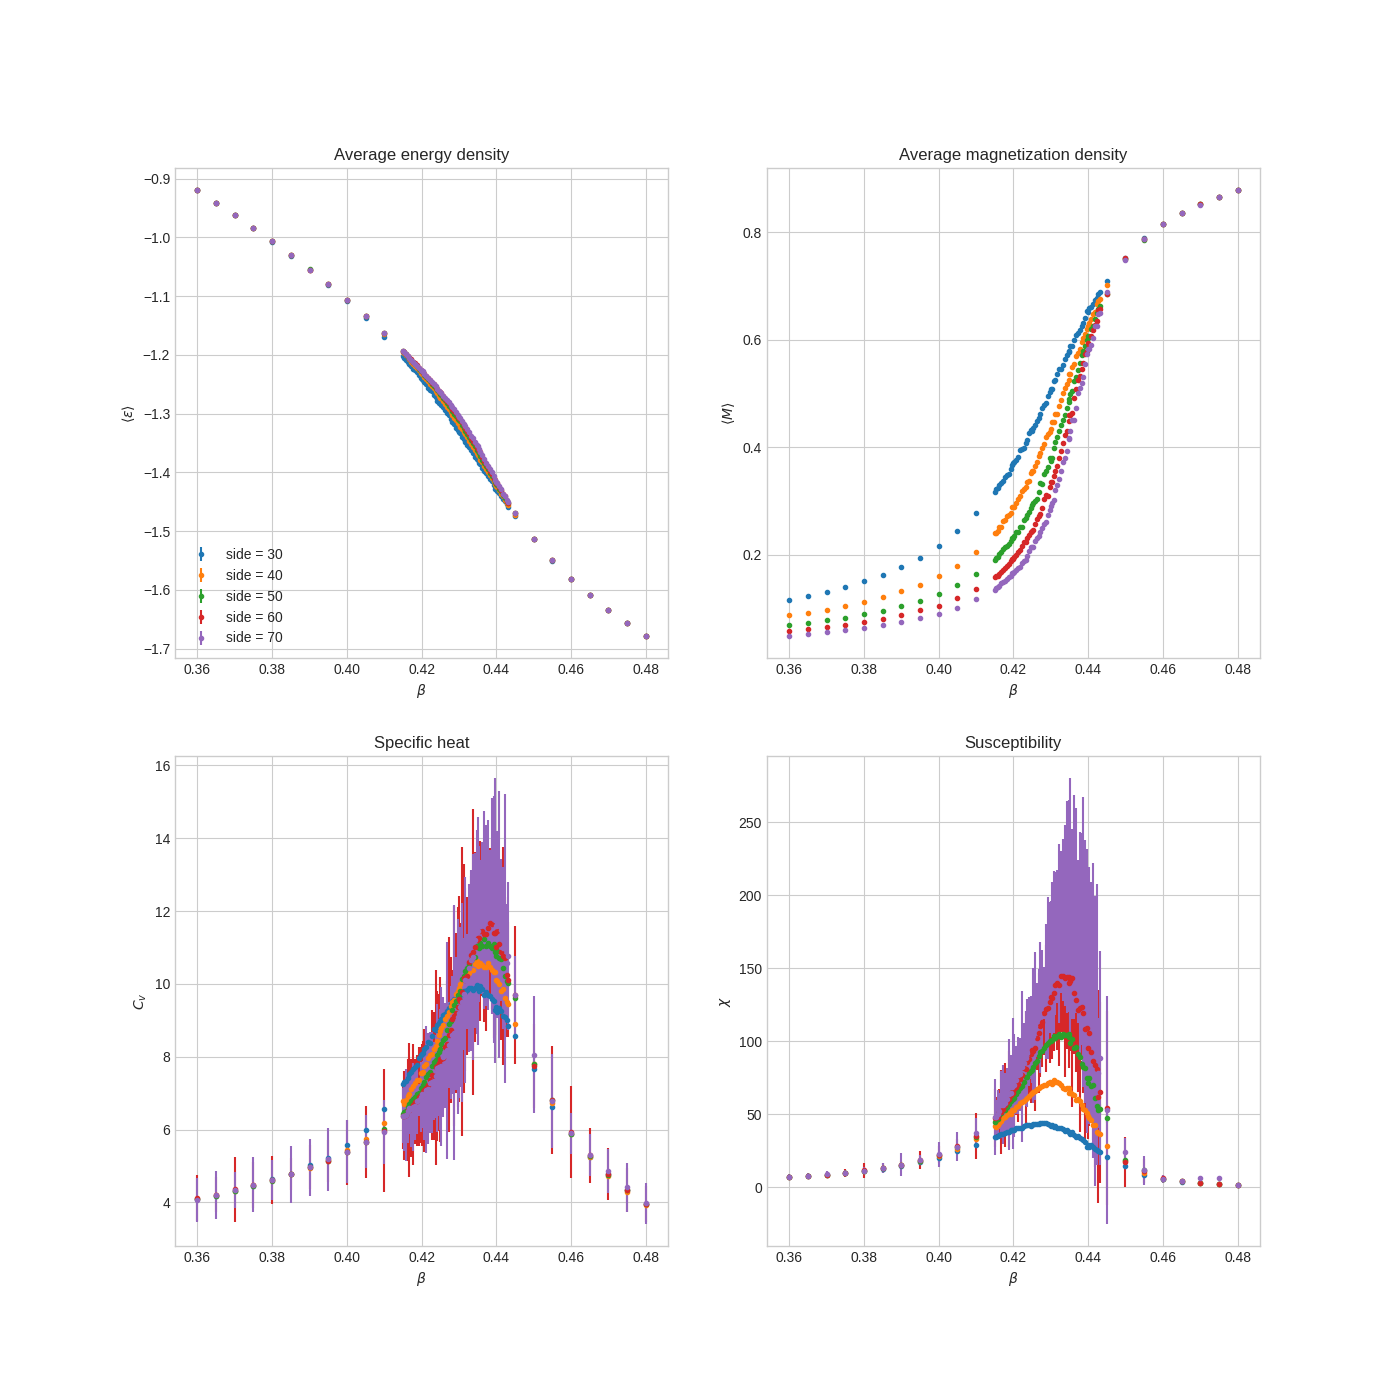 Average energy density
−0.9
−1.0
−1.1
−1.2
−1.3
−1.4
−1.5
−1.6
−1.7
⟨ε⟩
side = 30
side = 40
side = 50
side = 60
side = 70
0.36 0.38 0.40 0.42 0.44 0.46 0.48
β
Average magnetization density
0.8
0.6
0.4
0.2
⟨M⟩
0.36 0.38 0.40 0.42 0.44 0.46 0.48
β
Specific heat
16
14
12
10
8
6
4
C_v
0.36 0.38 0.40 0.42 0.44 0.46 0.48
β
Susceptibility
250
200
150
100
50
0
χ
0.36 0.38 0.40 0.42 0.44 0.46 0.48
β